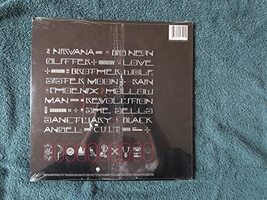 NIRVANA BIG NEON
GLITTER LOVE
BROTHER WOLF
SISTER MOON RAIN
PHOENIX HOLLOW
MAN REVOLUTION
SHE SELLS
SANCTUARY BLACK
ANGEL CULT